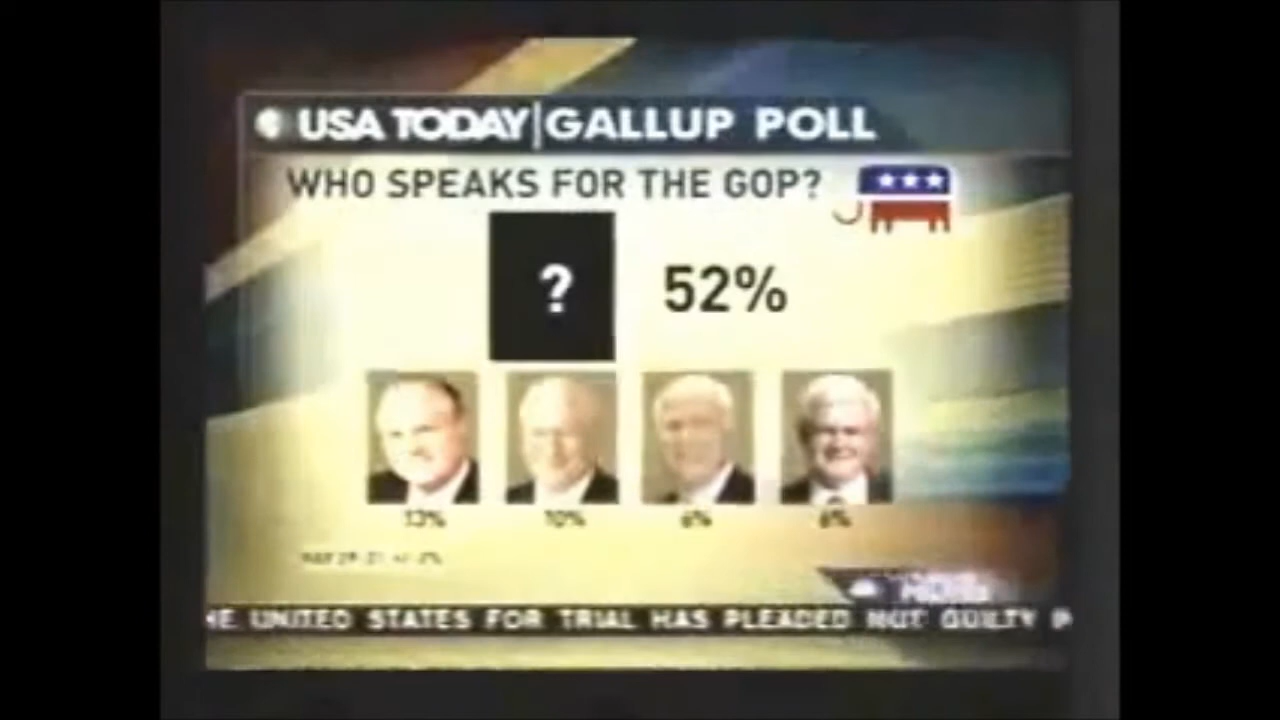 USA TODAY|GALLUP POLL
WHO SPEAKS FOR THE GOP?
?
52%
13% 10% 6% 6%
HE UNITED STATES FOR TRIAL HAS PLEADED NOT GUILTY